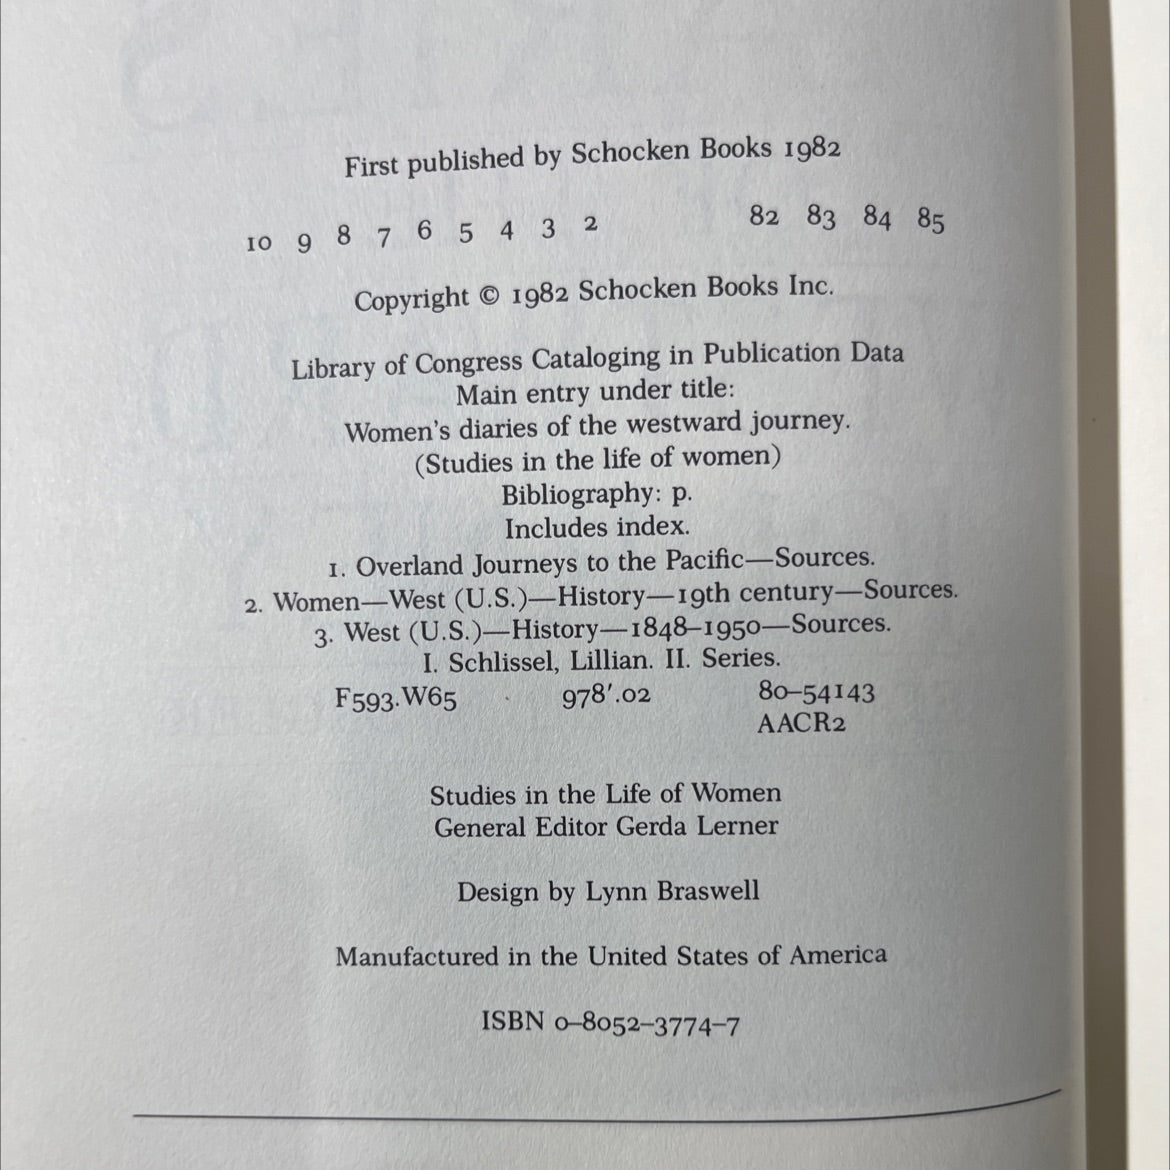 First published by Schocken Books 1982
10 9 8 7 6 5 4 3 2 82 83 84 85
Copyright © 1982 Schocken Books Inc.
Library of Congress Cataloging in Publication Data
Main entry under title:
Women's diaries of the westward journey.
(Studies in the life of women)
Bibliography: p.
Includes index.
1. Overland Journeys to the Pacific—Sources.
2. Women—West (U.S.)—History—19th century—Sources.
3. West (U.S.)—History—1848–1950—Sources.
I. Schlissel, Lillian. II. Series.
F593.W65 978'.02 80–54143
AACR2
Studies in the Life of Women
General Editor Gerda Lerner
Design by Lynn Braswell
Manufactured in the United States of America
ISBN 0–8052–3774–7